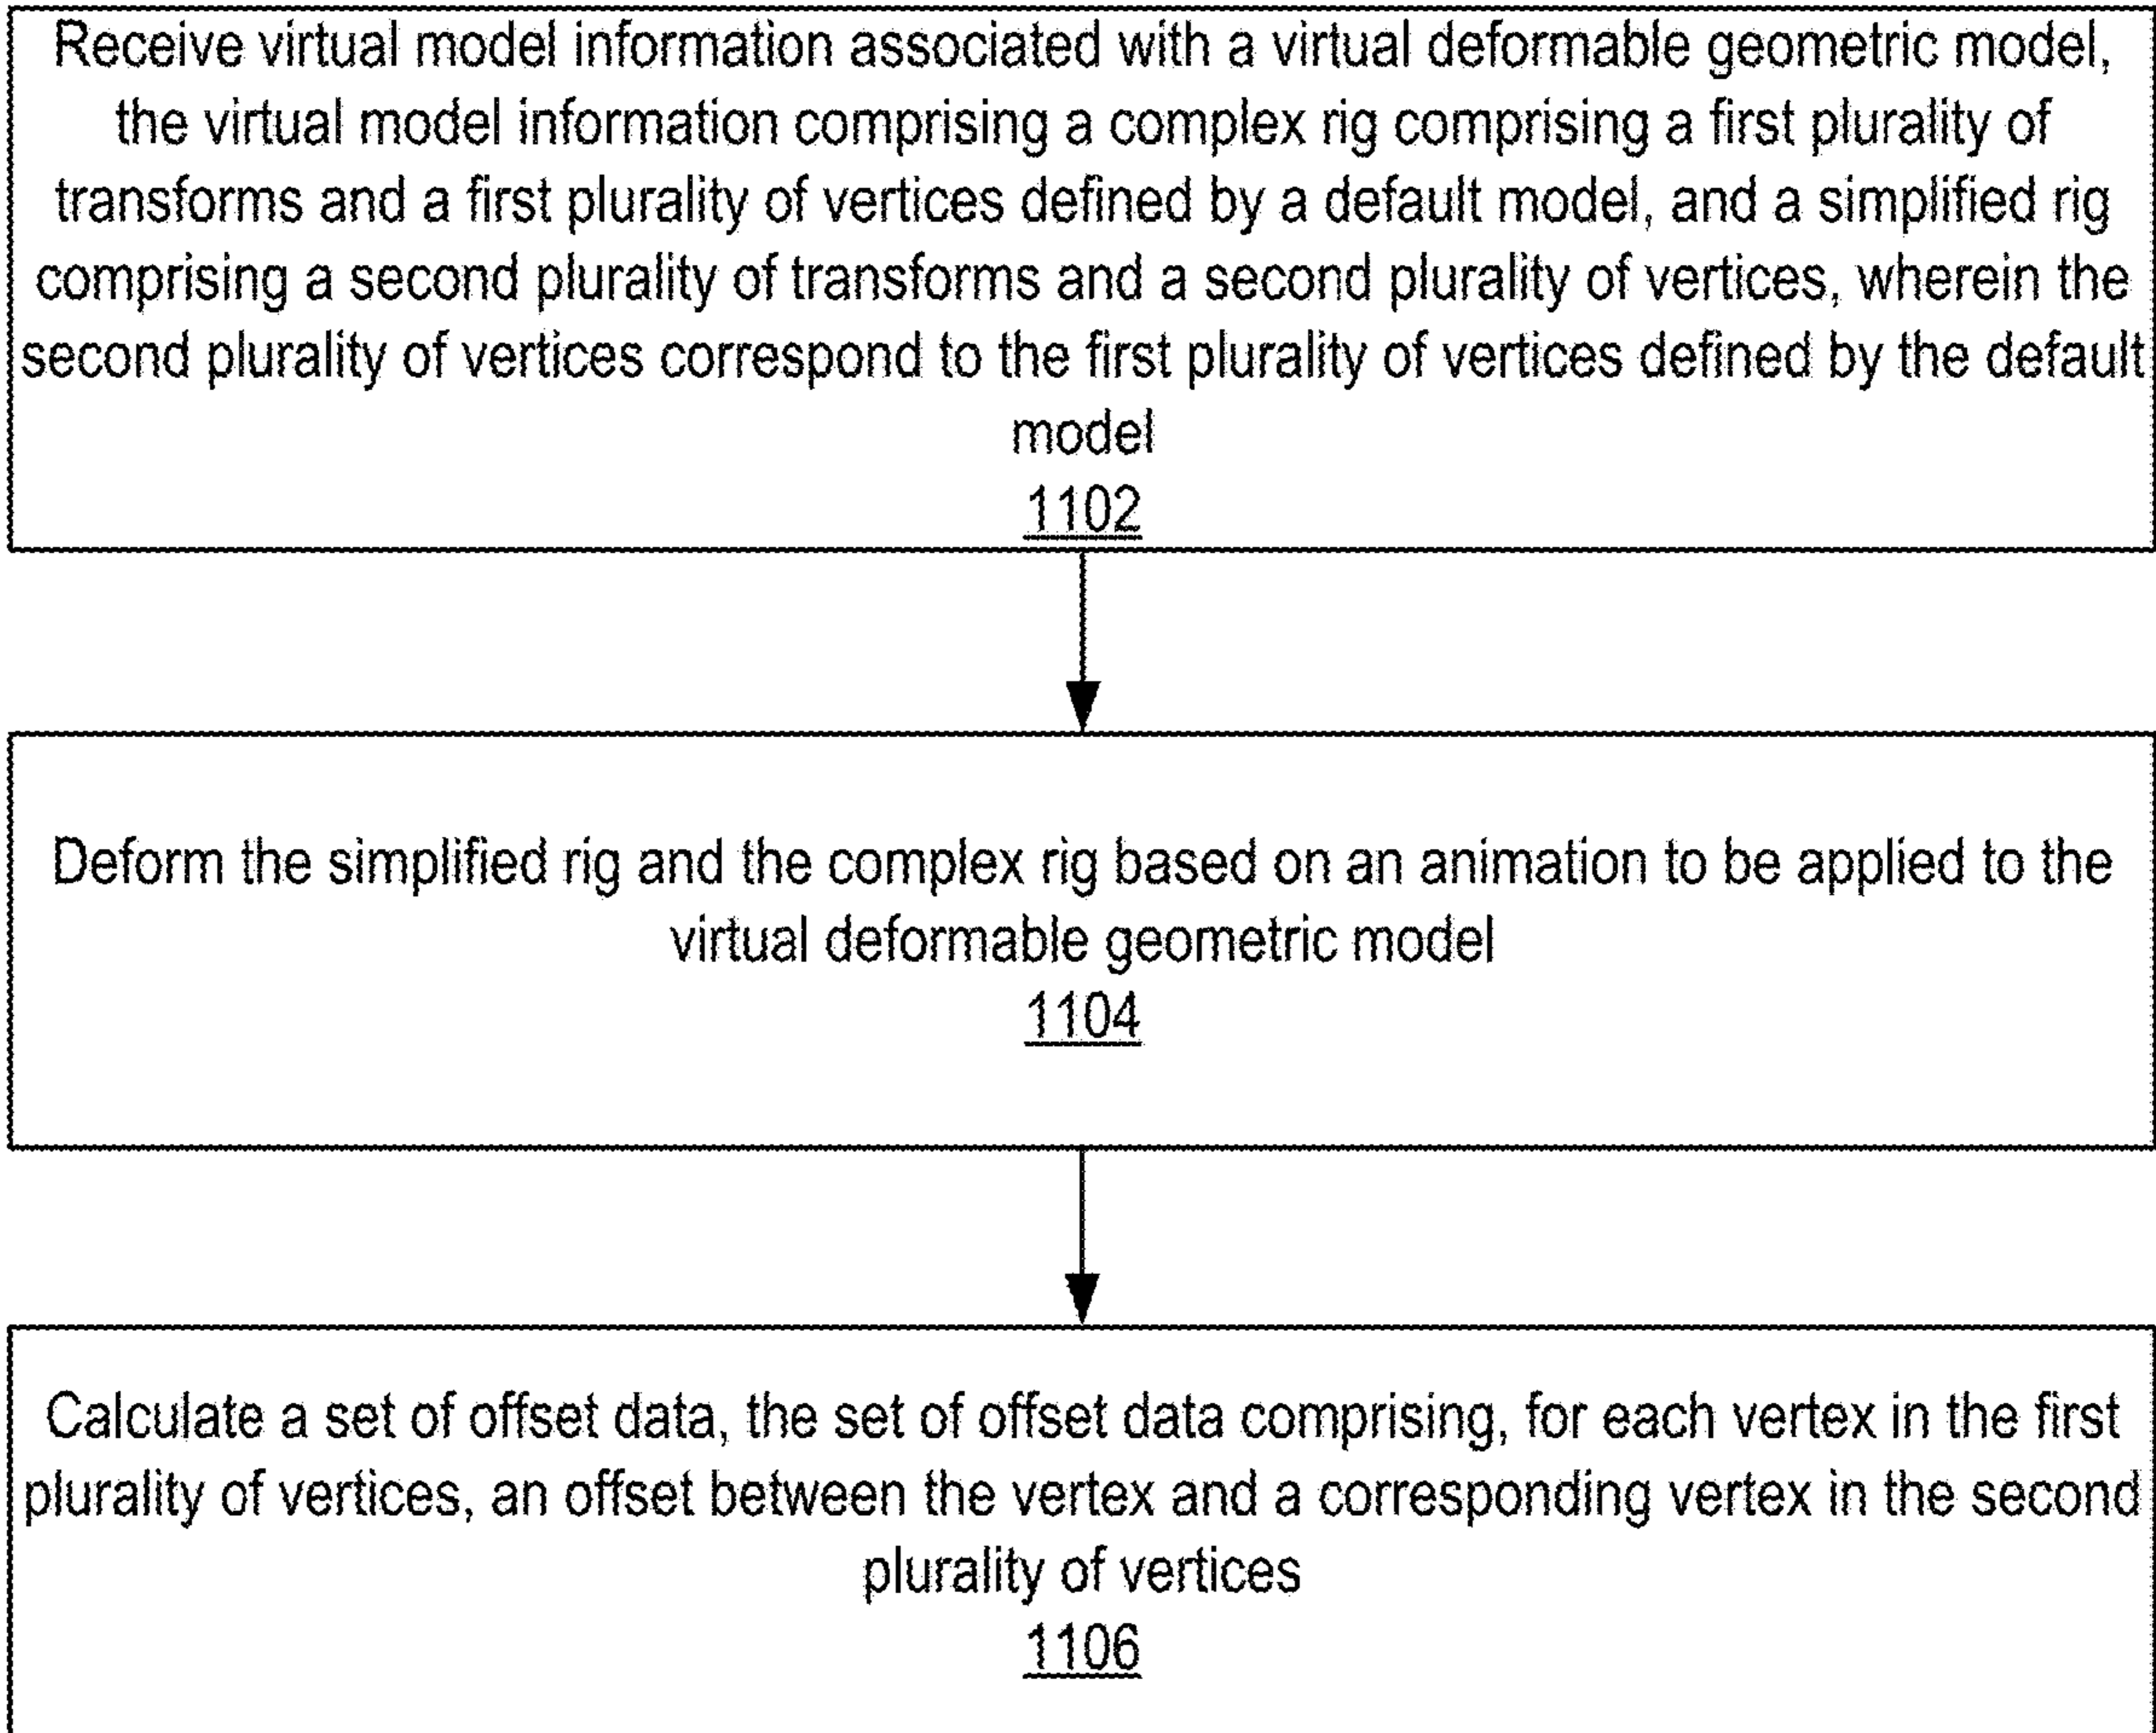 Receive virtual model information associated with a virtual deformable geometric model,
the virtual model information comprising a complex rig comprising a first plurality of
transforms and a first plurality of vertices defined by a default model, and a simplified rig
comprising a second plurality of transforms and a second plurality of vertices, wherein the
second plurality of vertices correspond to the first plurality of vertices defined by the default
model
1102
Deform the simplified rig and the complex rig based on an animation to be applied to the
virtual deformable geometric model
1104
Calculate a set of offset data, the set of offset data comprising, for each vertex in the first
plurality of vertices, an offset between the vertex and a corresponding vertex in the second
plurality of vertices
1106